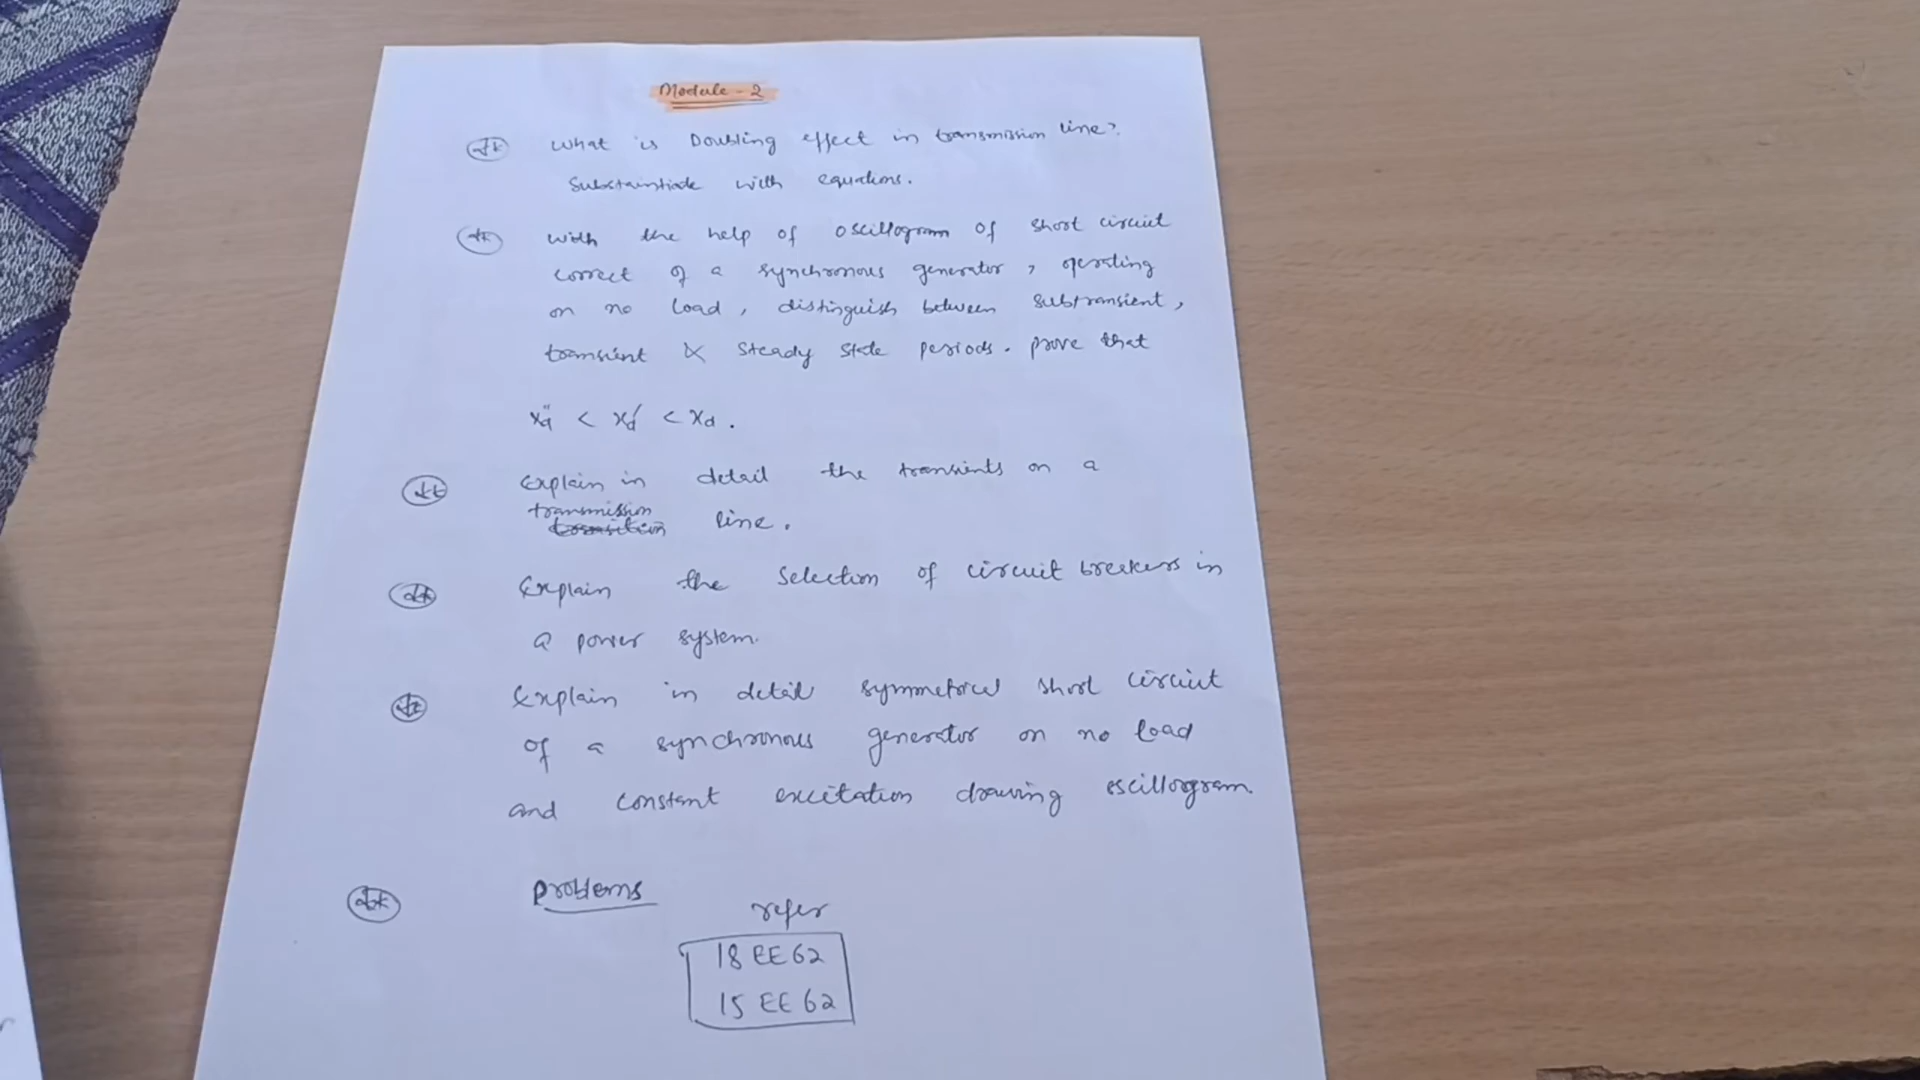 Module - 2
What is Doubling effect in transmission line?
Substaintiade with equations.
with the help of oscillogram of short circuit
correct of a synchronous generator, operating
on no load, distinguish between subtransient,
transient & steady state periods. prove that
Xd" < Xd' < Xd.
Explain in detail the transients on a
transmission
line.
Explain the selection of circuit breakers in
a power system.
Explain in detail symmetrical short circuit
of a synchronous generator on no load
and constant excitation drawing oscillogram.
Problems
refer
18 EE 62
15 EE 62